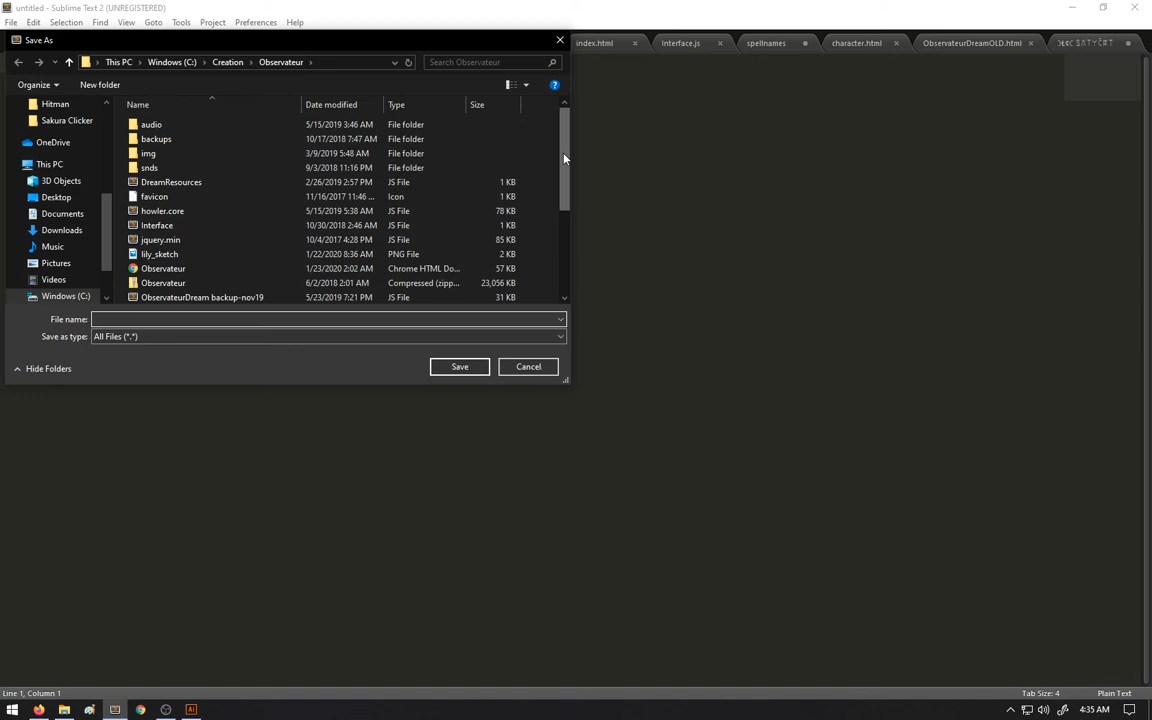 untitled - Sublime Text 2 (UNREGISTERED)
File Edit Selection Find View Goto Tools Project Preferences Help
Save As
index.html Interface.js spellnames character.html ObservateurDreamOLD.html
This PC Windows (C:) Creation Observateur Search Observateur
Organize New folder
Name Date modified Type Size
Hitman
Sakura Clicker
OneDrive
This PC
3D Objects
Desktop
Documents
Downloads
Music
Pictures
Videos
Windows (C:)
audio 5/15/2019 3:46 AM File folder
backups 10/17/2018 7:47 AM File folder
img 3/9/2019 5:48 AM File folder
snds 9/3/2018 11:16 PM File folder
DreamResources 2/26/2019 2:57 PM JS File 1 KB
favicon 11/16/2017 11:46 ... Icon 1 KB
howler.core 5/15/2019 5:38 AM JS File 78 KB
Interface 10/30/2018 2:46 AM JS File 1 KB
jquery.min 10/4/2017 4:28 PM JS File 85 KB
lily_sketch 1/22/2020 8:36 AM PNG File 2 KB
Observateur 1/23/2020 2:02 AM Chrome HTML Do... 57 KB
Observateur 6/2/2018 2:01 AM Compressed (zipp... 23,056 KB
ObservateurDream backup-nov19 5/23/2019 7:21 PM JS File 31 KB
File name:
Save as type: All Files (*.*)
Hide Folders Save Cancel
Line 1, Column 1 Tab Size: 4 Plain Text
4:35 AM